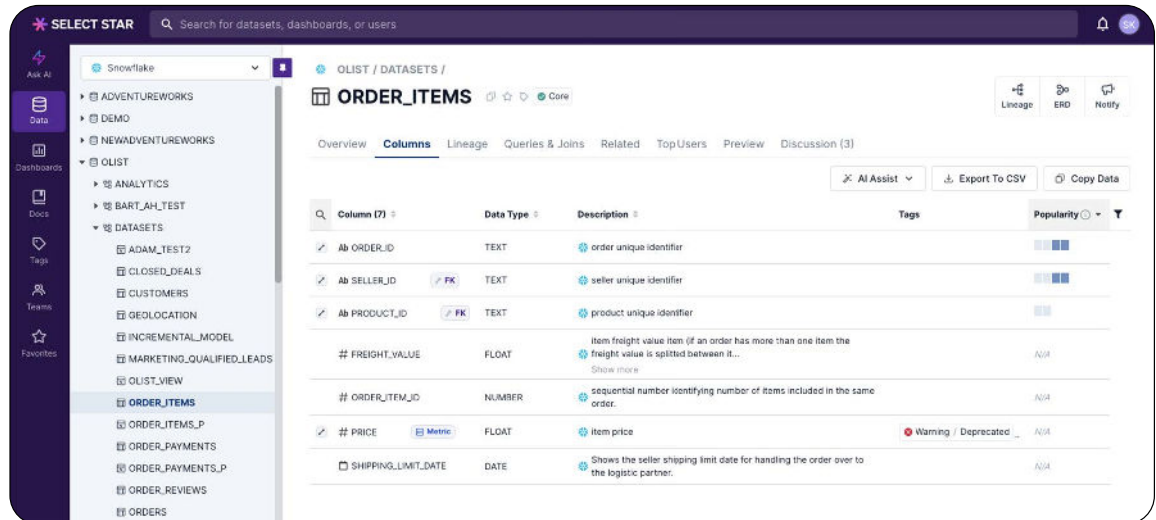 SELECT STAR
Search for datasets, dashboards, or users
SK
Ask AI
Data
Dashboards
Docs
Tags
Teams
Favorites
Snowflake
ADVENTUREWORKS
DEMO
NEWADVENTUREWORKS
OLIST
ANALYTICS
BART_AH_TEST
DATASETS
ADAM_TEST2
CLOSED_DEALS
CUSTOMERS
GEOLOCATION
INCREMENTAL_MODEL
MARKETING_QUALIFIED_LEADS
OLIST_VIEW
ORDER_ITEMS
ORDER_ITEMS_P
ORDER_PAYMENTS
ORDER_PAYMENTS_P
ORDER_REVIEWS
ORDERS
OLIST / DATASETS /
ORDER_ITEMS Core
Lineage ERD Notify
Overview Columns Lineage Queries & Joins Related Top Users Preview Discussion (3)
AI Assist Export To CSV Copy Data
Column (7) Data Type Description Tags Popularity
Ab ORDER_ID TEXT order unique identifier
Ab SELLER_ID FK TEXT seller unique identifier
Ab PRODUCT_ID FK TEXT product unique identifier
# FREIGHT_VALUE FLOAT item freight value item (if an order has more than one item the
freight value is splitted between it... N/A
Show more
# ORDER_ITEM_ID NUMBER sequential number identifying number of items included in the same
order. N/A
# PRICE Metric FLOAT item price Warning / Deprecated _ N/A
SHIPPING_LIMIT_DATE DATE Shows the seller shipping limit date for handling the order over to
the logistic partner. N/A